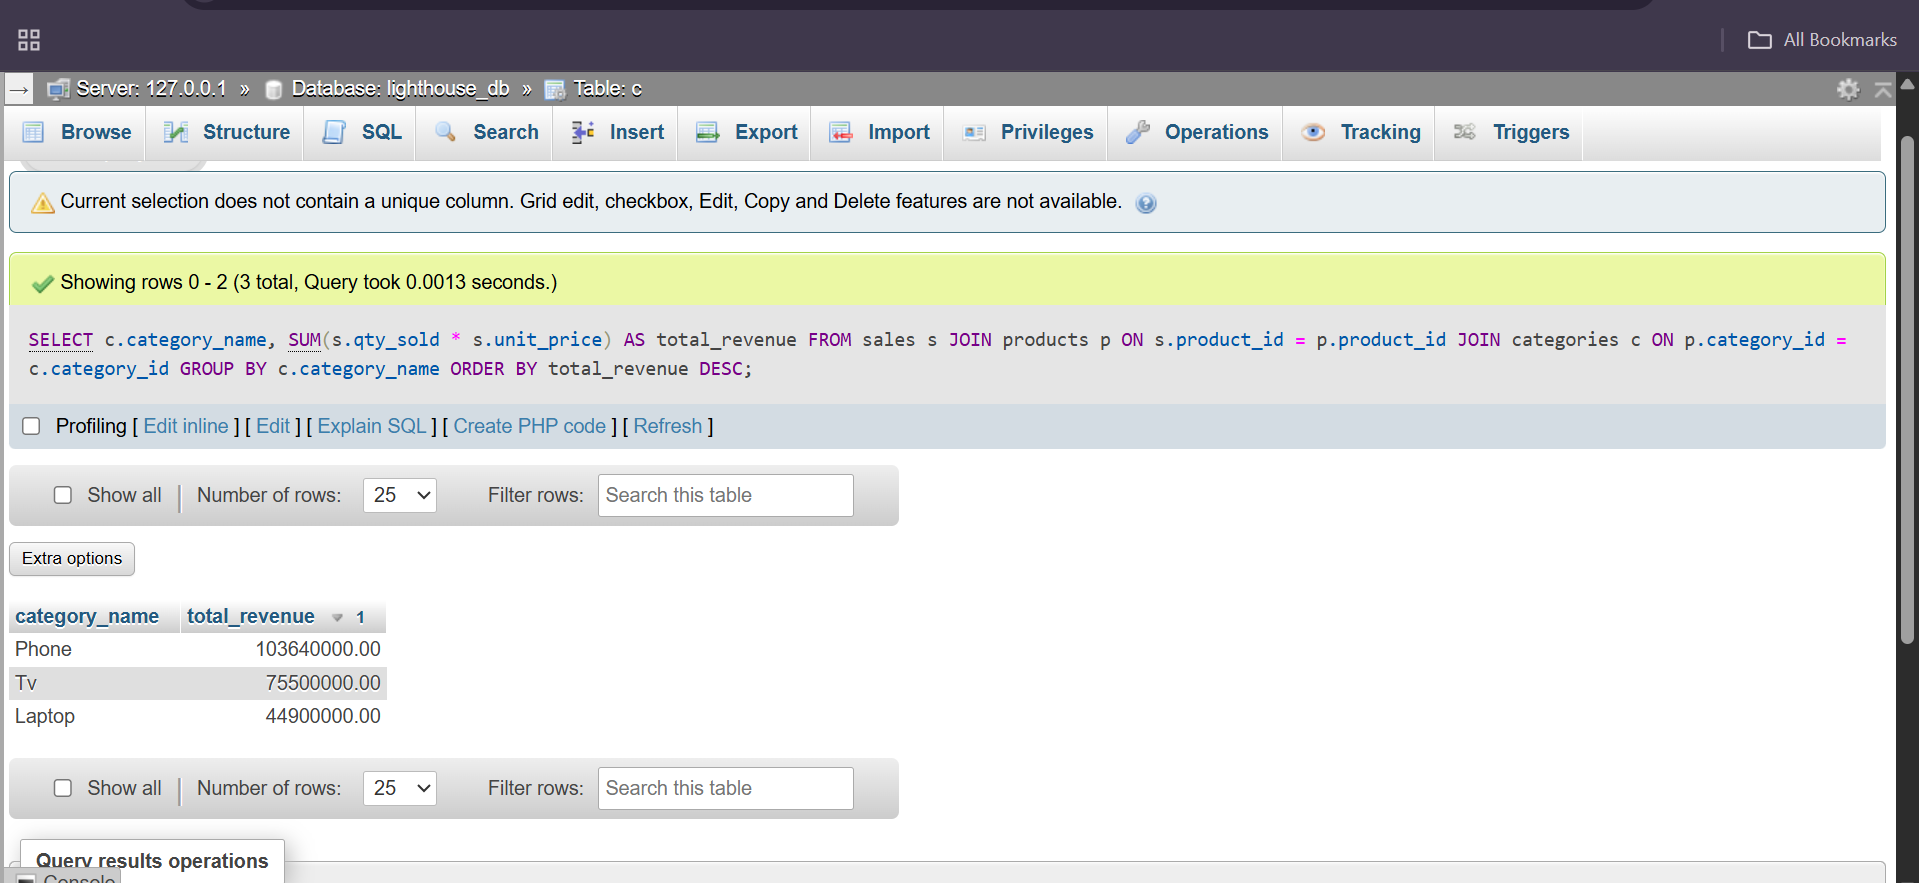 All Bookmarks
→ Server: 127.0.0.1 » Database: lighthouse_db » Table: c
Browse Structure SQL Search Insert Export Import Privileges Operations Tracking Triggers
Current selection does not contain a unique column. Grid edit, checkbox, Edit, Copy and Delete features are not available.
Showing rows 0 - 2 (3 total, Query took 0.0013 seconds.)
SELECT c.category_name, SUM(s.qty_sold * s.unit_price) AS total_revenue FROM sales s JOIN products p ON s.product_id = p.product_id JOIN categories c ON p.category_id =
c.category_id GROUP BY c.category_name ORDER BY total_revenue DESC;
Profiling [ Edit inline ] [ Edit ] [ Explain SQL ] [ Create PHP code ] [ Refresh ]
Show all | Number of rows: 25 Filter rows: Search this table
Extra options
category_name total_revenue 1
Phone 103640000.00
Tv 75500000.00
Laptop 44900000.00
Show all | Number of rows: 25 Filter rows: Search this table
Query results operations
Console